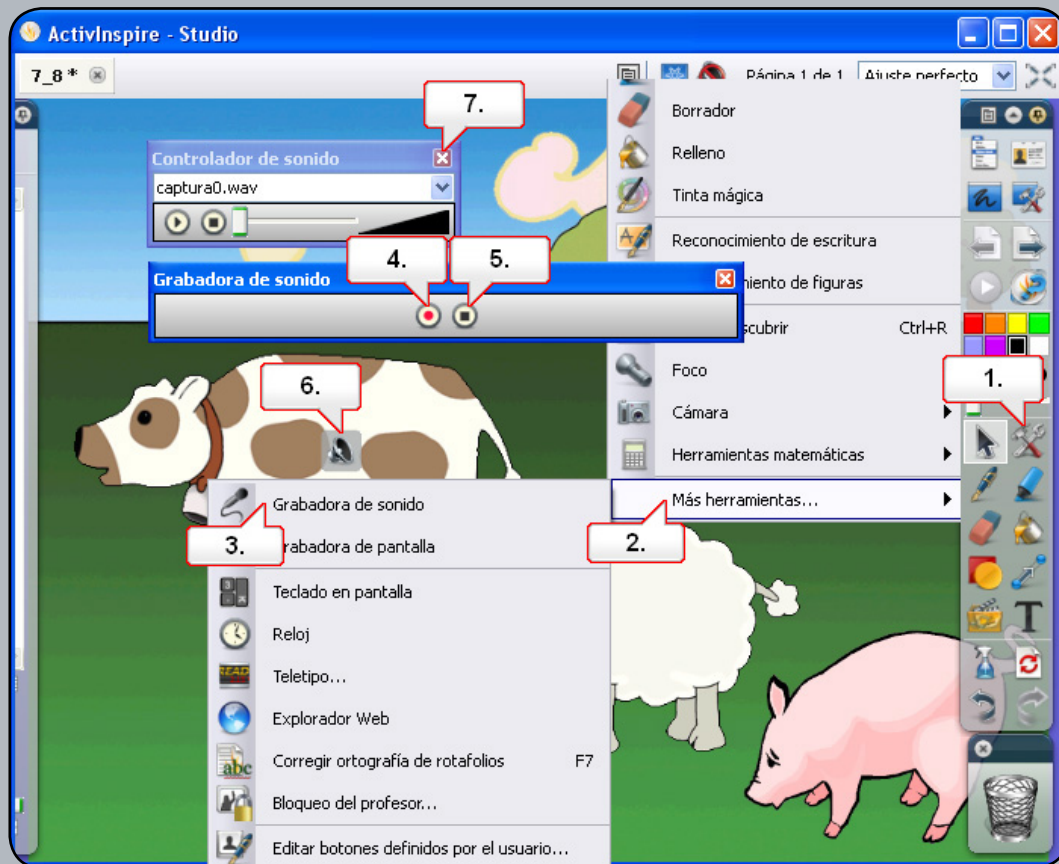 ActivInspire - Studio
7_8 *
Página 1 de 1
Ajuste perfecto
7.
Borrador
Controlador de sonido
Relleno
captura0.wav
Tinta mágica
4.
5.
Reconocimiento de escritura
Grabadora de sonido
miento de figuras
scubrir Ctrl+R
6.
Foco
1.
Cámara
Herramientas matemáticas
Más herramientas...
2.
Grabadora de sonido
3.
rabadora de pantalla
Teclado en pantalla
Reloj
READ
Teletipo...
Explorador Web
abc
Corregir ortografía de rotafolios F7
Bloqueo del profesor...
Editar botones definidos por el usuario...
T